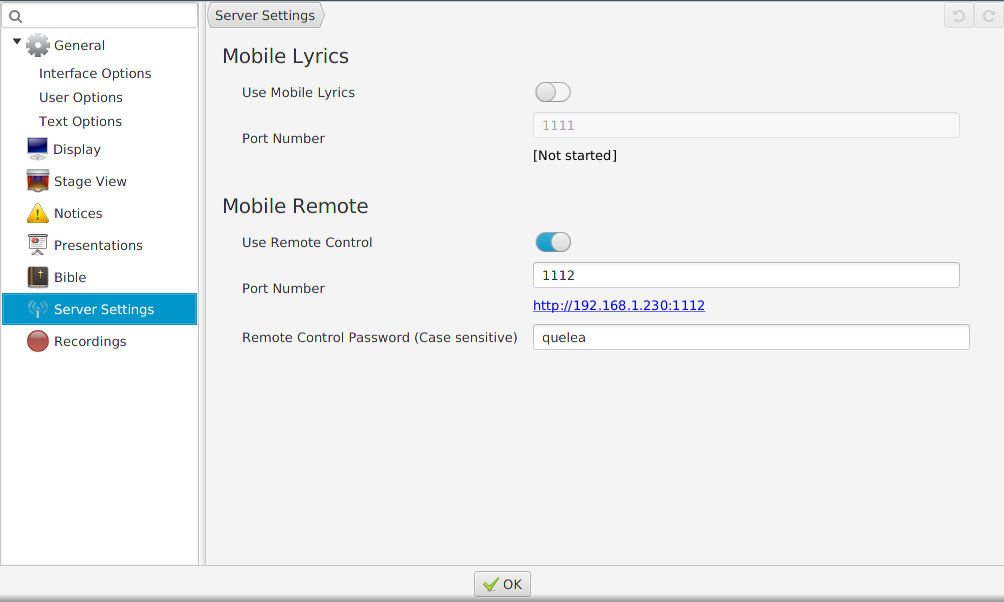 Server Settings
General
Interface Options
User Options
Text Options
Display
Stage View
Notices
Presentations
Bible
Server Settings
Recordings
Mobile Lyrics
Use Mobile Lyrics
Port Number
1111
[Not started]
Mobile Remote
Use Remote Control
Port Number
1112
http://192.168.1.230:1112
Remote Control Password (Case sensitive)
quelea
OK